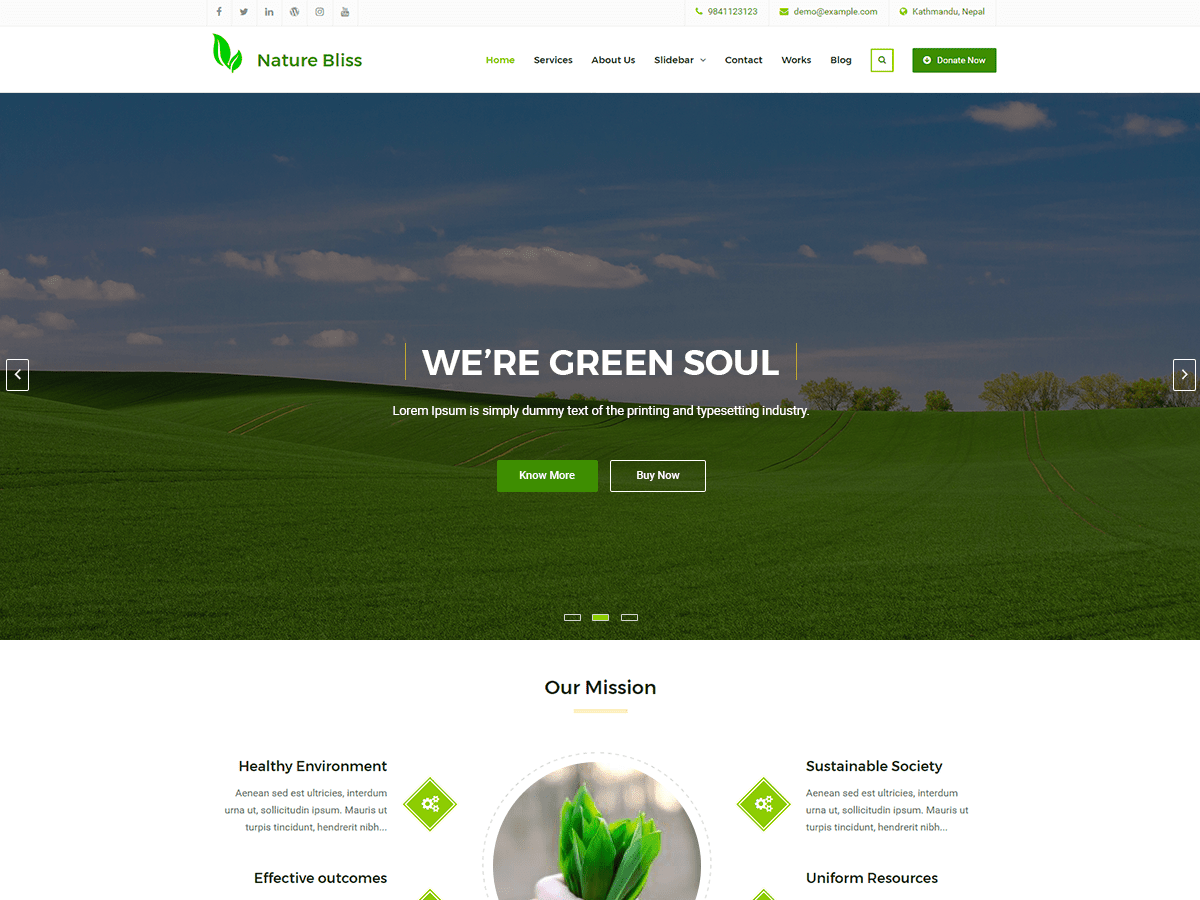 9841123123
demo@example.com
Kathmandu, Nepal
Nature Bliss
Home
Services
About Us
Slidebar
Contact
Works
Blog
Donate Now
WE’RE GREEN SOUL
Lorem Ipsum is simply dummy text of the printing and typesetting industry.
Know More
Buy Now
Our Mission
Healthy Environment
Aenean sed est ultricies, interdum
urna ut, sollicitudin ipsum. Mauris ut
turpis tincidunt, hendrerit nibh...
Sustainable Society
Aenean sed est ultricies, interdum
urna ut, sollicitudin ipsum. Mauris ut
turpis tincidunt, hendrerit nibh...
Effective outcomes
Uniform Resources